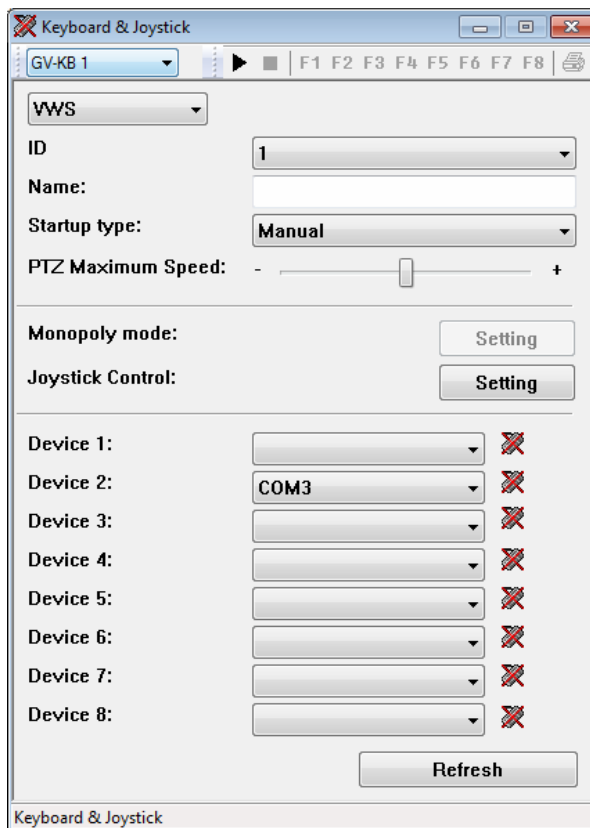 Keyboard & Joystick
GV-KB 1 F1 F2 F3 F4 F5 F6 F7 F8
VWS
ID 1
Name:
Startup type: Manual
PTZ Maximum Speed: - +
Monopoly mode: Setting
Joystick Control: Setting
Device 1:
Device 2: COM3
Device 3:
Device 4:
Device 5:
Device 6:
Device 7:
Device 8:
Refresh
Keyboard & Joystick